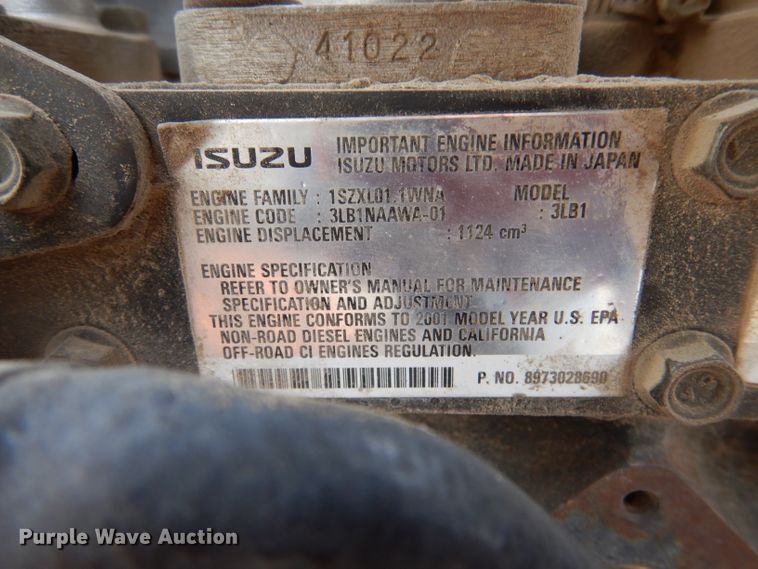 41022
ISUZU IMPORTANT ENGINE INFORMATION
ISUZU MOTORS LTD. MADE IN JAPAN
ENGINE FAMILY : 1SZXL01.1WNA MODEL
ENGINE CODE : 3LB1NAAWA-01 : 3LB1
ENGINE DISPLACEMENT : 1124 cm³
ENGINE SPECIFICATION
REFER TO OWNER'S MANUAL FOR MAINTENANCE
SPECIFICATION AND ADJUSTMENT
THIS ENGINE CONFORMS TO 2001 MODEL YEAR U.S. EPA
NON-ROAD DIESEL ENGINES AND CALIFORNIA
OFF-ROAD CI ENGINES REGULATION.
P. NO. 8973028690
Purple Wave Auction